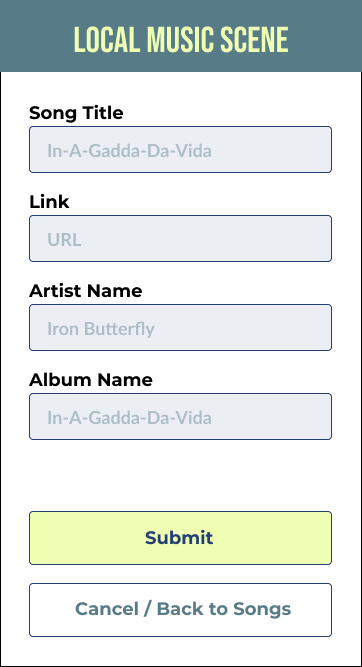 LOCAL MUSIC SCENE
Song Title
In-A-Gadda-Da-Vida
Link
URL
Artist Name
Iron Butterfly
Album Name
In-A-Gadda-Da-Vida
Submit
Cancel / Back to Songs